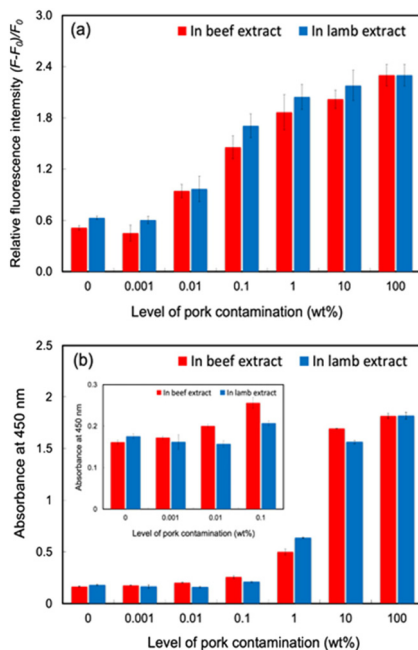 (a)
In beef extract
In lamb extract
Relative fluorescence intensity (F-F0)/F0
3.0
2.4
1.8
1.2
0.6
0.0
0 0.001 0.01 0.1 1 10 100
Level of pork contamination (wt%)
(b)
In beef extract
In lamb extract
Absorbance at 450 nm
2
1.5
1
0.5
0
In beef extract
In lamb extract
Absorbance at 450 nm
0.3
0.2
0.1
0
0 0.001 0.01 0.1
Level of pork contamination (wt%)
0 0.001 0.01 0.1 1 10 100
Level of pork contamination (wt%)